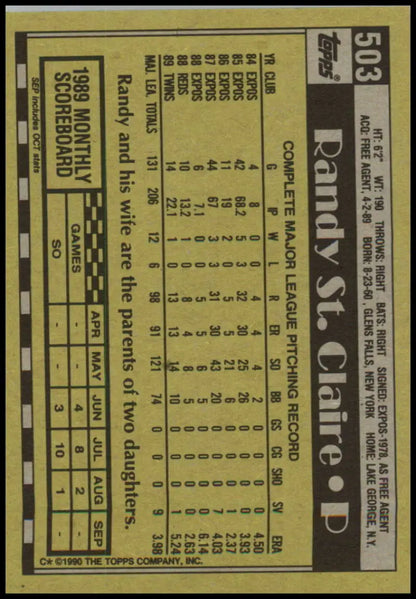 503 Topps® Randy St. Claire • P
HT: 6'2" WT: 190 THROWS: RIGHT BATS: RIGHT SIGNED: EXPOS-1978, AS FREE AGENT
ACQ: FREE AGENT, 4-2-89 BORN: 8-23-60, GLENS FALLS, NEW YORK HOME: LAKE GEORGE, N.Y.
COMPLETE MAJOR LEAGUE PITCHING RECORD
YR CLUB G IP W L R ER SO BB GS CG SHO SV ERA
84 EXPOS 4 8 0 0 4 4 4 2 0 0 0 0 4.50
85 EXPOS 42 68.2 5 3 32 30 25 26 0 0 0 0 3.93
86 EXPOS 11 19 2 0 5 5 21 6 0 0 0 1 2.37
87 EXPOS 44 67 3 3 31 30 43 20 0 0 0 7 4.03
88 EXPOS 6 7.1 0 0 5 5 6 5 0 0 0 0 6.14
88 REDS 10 13.2 1 0 8 4 8 5 0 0 0 0 2.63
89 TWINS 14 22.1 1 0 13 13 14 10 0 0 0 1 5.24
MAJ. LEA. TOTALS 131 206 12 6 98 91 121 74 0 0 0 9 3.98
Randy and his wife are the parents of two daughters.
1989 MONTHLY
SCOREBOARD
APR MAY JUN JUL AUG SEP
GAMES - - 4 8 2 -
SO - - 3 10 1 -
SEP includes OCT stats
C* ©1990 THE TOPPS COMPANY, INC.